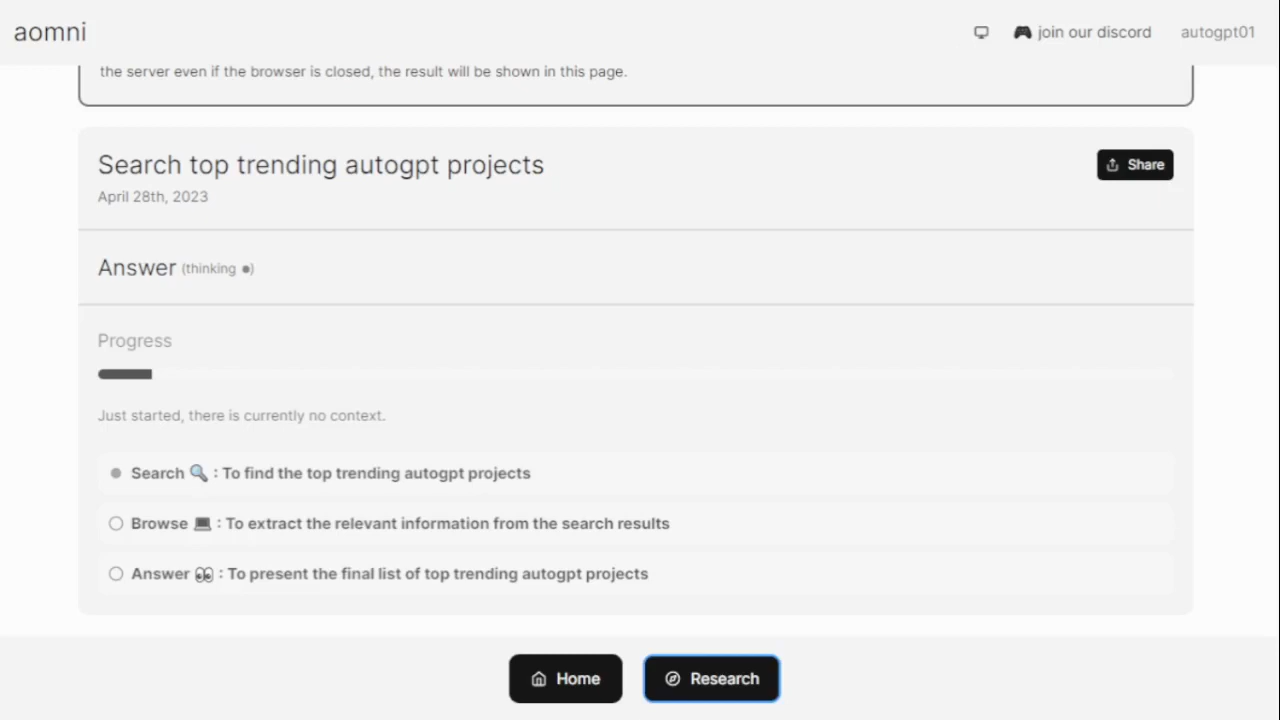 aomni
join our discord
autogpt01
the server even if the browser is closed, the result will be shown in this page.
Search top trending autogpt projects
Share
April 28th, 2023
Answer (thinking ●)
Progress
Just started, there is currently no context.
Search 🔍 : To find the top trending autogpt projects
Browse 💻 : To extract the relevant information from the search results
Answer 👀 : To present the final list of top trending autogpt projects
Home
Research